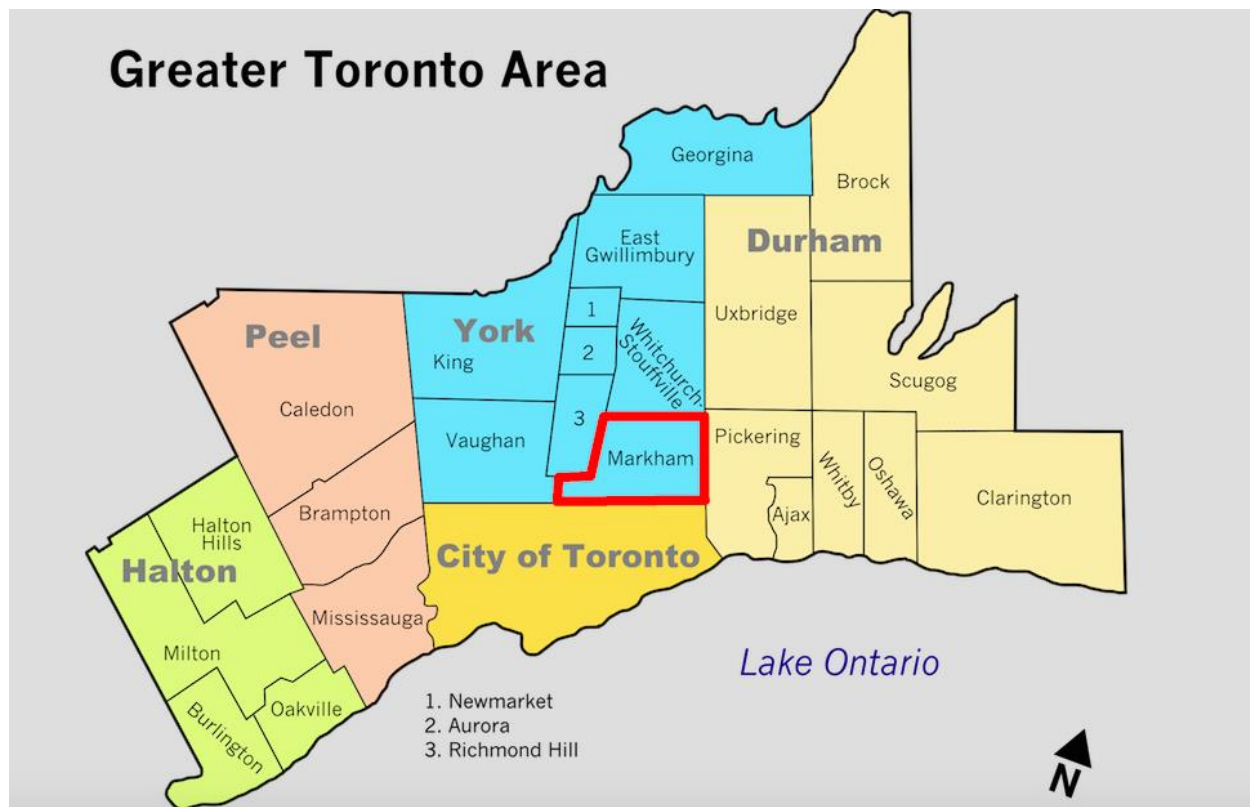 Greater Toronto Area
Georgina
Brock
East
Gwillimbury
Durham
Uxbridge
1
Peel
York
Whitchurch-
Stouffville
King
2
Scugog
Caledon
3
Vaughan
Markham
Pickering
Whitby
Oshawa
Clarington
Halton
Hills
Brampton
Ajax
City of Toronto
Halton
Mississauga
Milton
Lake Ontario
Burlington
Oakville
1. Newmarket
2. Aurora
3. Richmond Hill
N